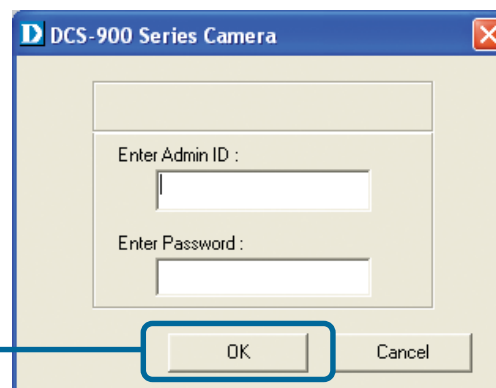 D DCS-900 Series Camera
Enter Admin ID :
Enter Password :
OK Cancel